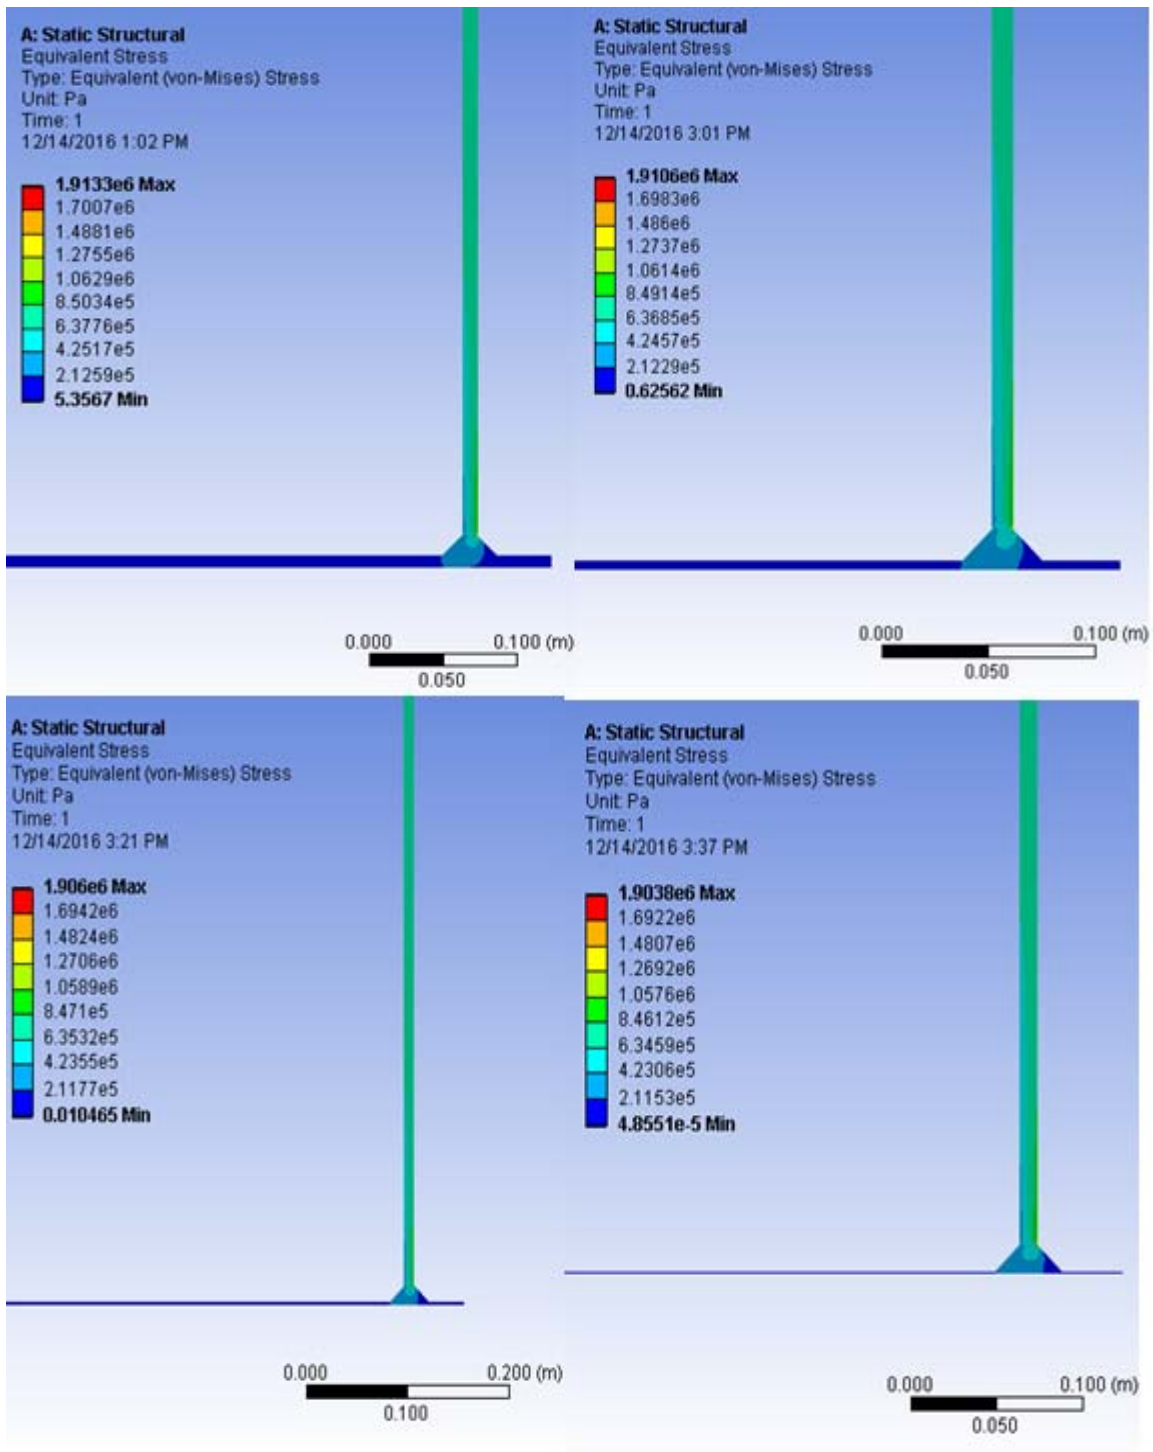 A: Static Structural
Equivalent Stress
Type: Equivalent (von-Mises) Stress
Unit: Pa
Time: 1
12/14/2016 1:02 PM
1.9133e6 Max
1.7007e6
1.4881e6
1.2755e6
1.0629e6
8.5034e5
6.3776e5
4.2517e5
2.1259e5
5.3567 Min
0.000
0.100 (m)
0.050
A: Static Structural
Equivalent Stress
Type: Equivalent (von-Mises) Stress
Unit: Pa
Time: 1
12/14/2016 3:01 PM
1.9106e6 Max
1.6983e6
1.486e6
1.2737e6
1.0614e6
8.4914e5
6.3685e5
4.2457e5
2.1229e5
0.62562 Min
0.000
0.100 (m)
0.050
A: Static Structural
Equivalent Stress
Type: Equivalent (von-Mises) Stress
Unit: Pa
Time: 1
12/14/2016 3:21 PM
1.906e6 Max
1.6942e6
1.4824e6
1.2706e6
1.0589e6
8.471e5
6.3532e5
4.2355e5
2.1177e5
0.010465 Min
0.000
0.200 (m)
0.100
A: Static Structural
Equivalent Stress
Type: Equivalent (von-Mises) Stress
Unit: Pa
Time: 1
12/14/2016 3:37 PM
1.9038e6 Max
1.6922e6
1.4807e6
1.2692e6
1.0576e6
8.4612e5
6.3459e5
4.2306e5
2.1153e5
4.8551e-5 Min
0.000
0.100 (m)
0.050